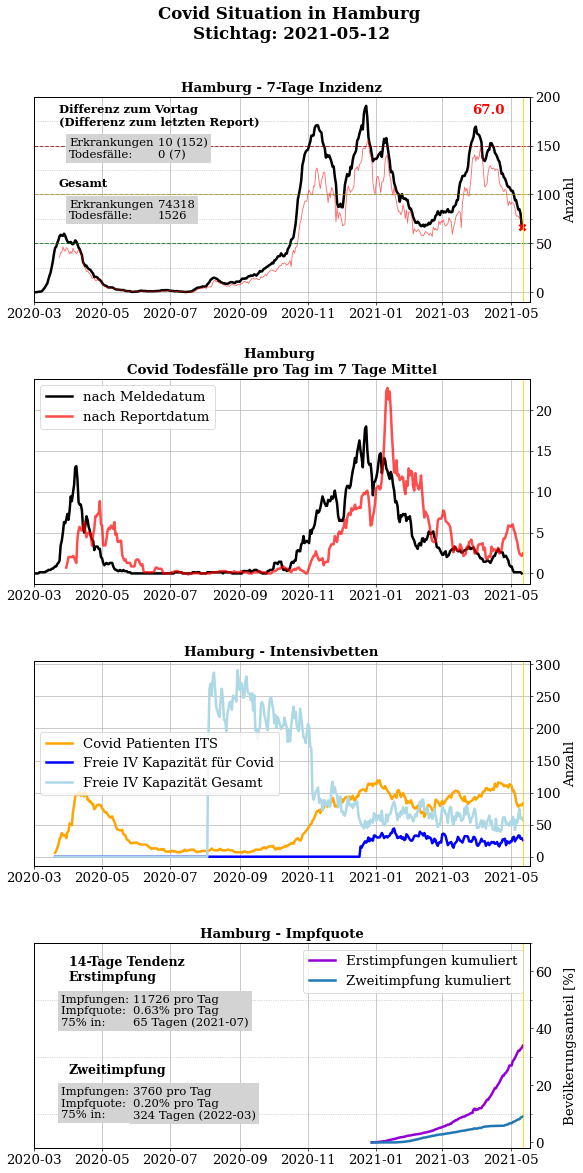 Covid Situation in Hamburg
Stichtag: 2021-05-12
Hamburg - 7-Tage Inzidenz
Differenz zum Vortag
(Differenz zum letzten Report)
Erkrankungen 10 (152)
Todesfälle: 0 (7)
Gesamt
Erkrankungen 74318
Todesfälle: 1526
67.0
200
150
100
50
0
Anzahl
2020-03 2020-05 2020-07 2020-09 2020-11 2021-01 2021-03 2021-05
Hamburg
Covid Todesfälle pro Tag im 7 Tage Mittel
nach Meldedatum
nach Reportdatum
20
15
10
5
0
2020-03 2020-05 2020-07 2020-09 2020-11 2021-01 2021-03 2021-05
Hamburg - Intensivbetten
Covid Patienten ITS
Freie IV Kapazität für Covid
Freie IV Kapazität Gesamt
300
250
200
150
100
50
0
Anzahl
2020-03 2020-05 2020-07 2020-09 2020-11 2021-01 2021-03 2021-05
Hamburg - Impfquote
14-Tage Tendenz
Erstimpfung
Impfungen: 11726 pro Tag
Impfquote: 0.63% pro Tag
75% in: 65 Tagen (2021-07)
Zweitimpfung
Impfungen: 3760 pro Tag
Impfquote: 0.20% pro Tag
75% in: 324 Tagen (2022-03)
Erstimpfungen kumuliert
Zweitimpfung kumuliert
60
40
20
0
Bevölkerungsanteil [%]
2020-03 2020-05 2020-07 2020-09 2020-11 2021-01 2021-03 2021-05